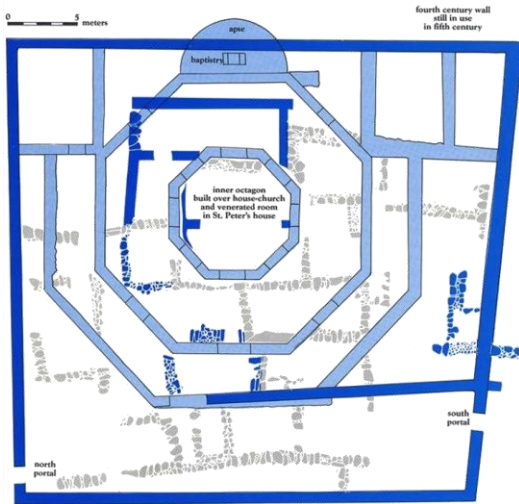 0 5
meters
fourth century wall
still in use
in fifth century
apse
baptistry
inner octagon
built over house-church
and venerated room
in St. Peter's house
south
portal
north
portal